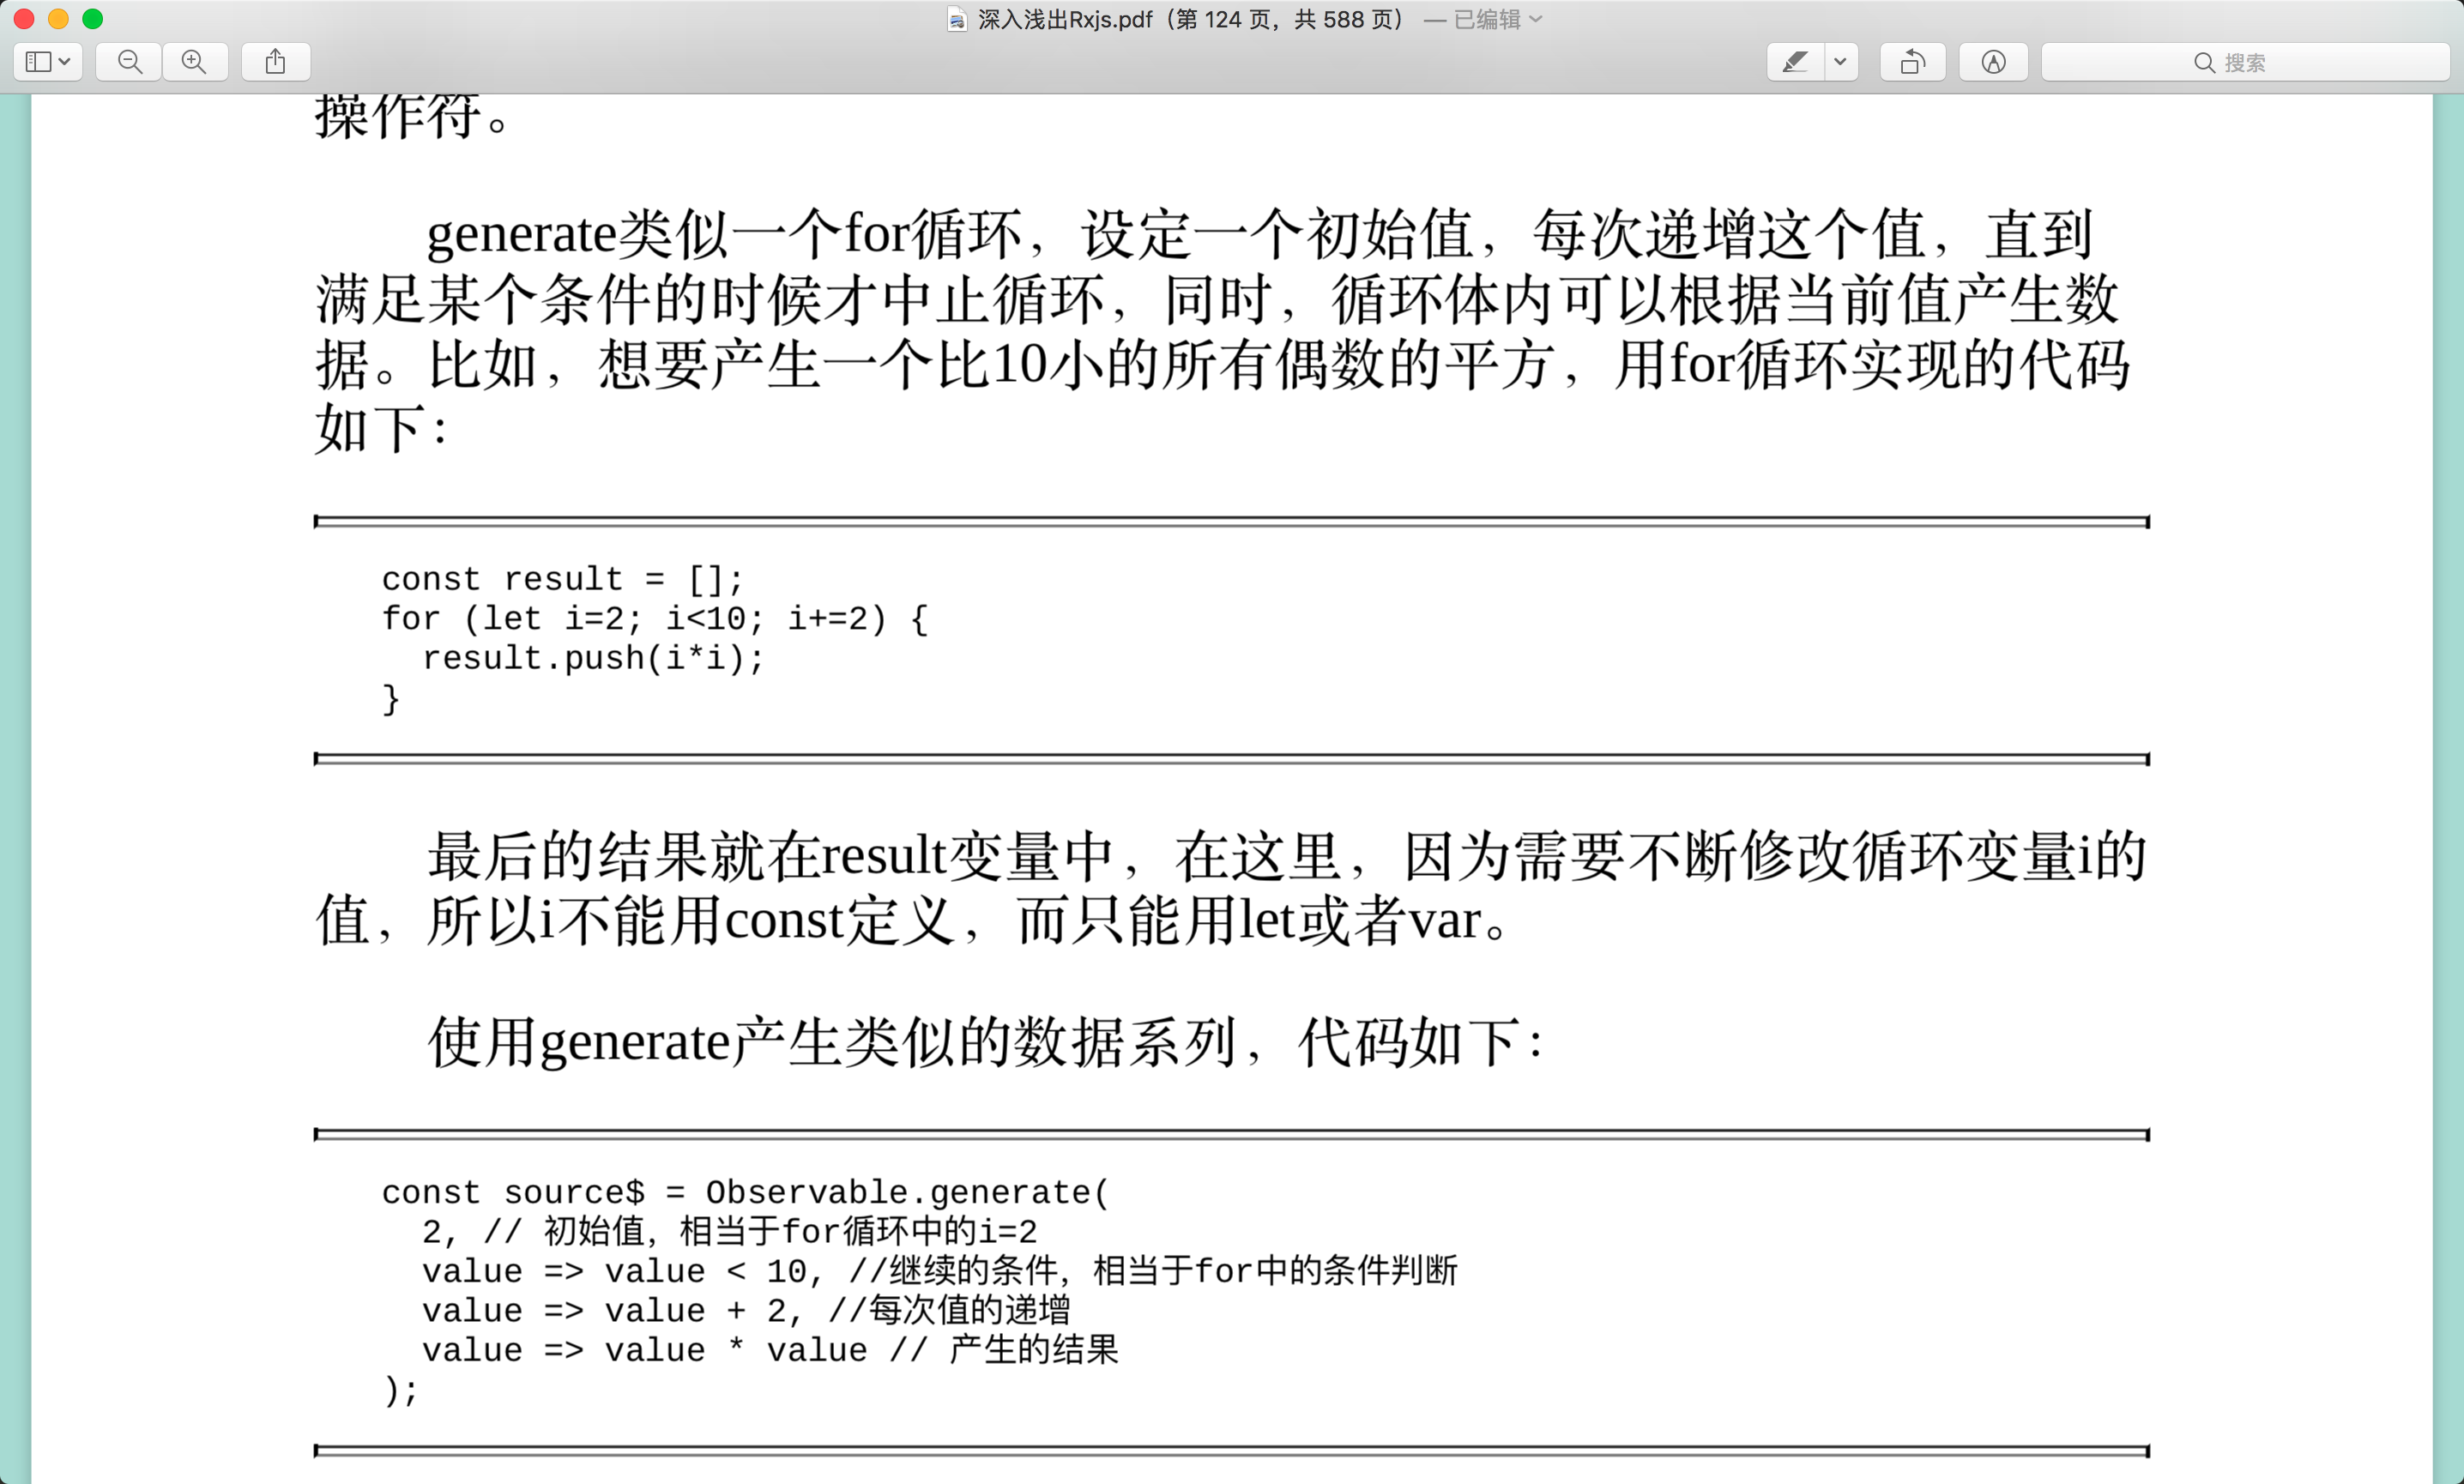 深入浅出Rxjs.pdf（第 124 页，共 588 页） — 已编辑
搜索
操作符。
generate类似一个for循环，设定一个初始值，每次递增这个值，直到
满足某个条件的时候才中止循环，同时，循环体内可以根据当前值产生数
据。比如，想要产生一个比10小的所有偶数的平方，用for循环实现的代码
如下：
const result = [];
for (let i=2; i<10; i+=2) {
  result.push(i*i);
}
最后的结果就在result变量中，在这里，因为需要不断修改循环变量i的
值，所以i不能用const定义，而只能用let或者var。
使用generate产生类似的数据系列，代码如下：
const source$ = Observable.generate(
  2, // 初始值，相当于for循环中的i=2
  value => value < 10, //继续的条件，相当于for中的条件判断
  value => value + 2, //每次值的递增
  value => value * value // 产生的结果
);